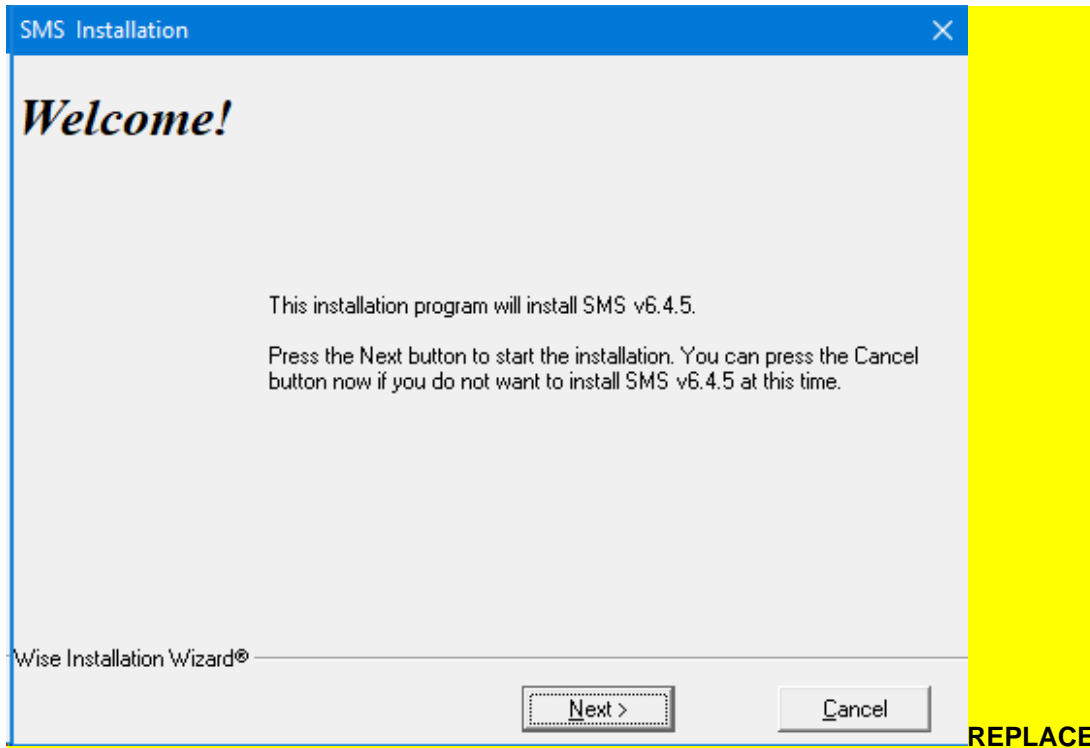 SMS Installation
Welcome!
This installation program will install SMS v6.4.5.
Press the Next button to start the installation. You can press the Cancel
button now if you do not want to install SMS v6.4.5 at this time.
Wise Installation Wizard®
Next >
Cancel
REPLACE